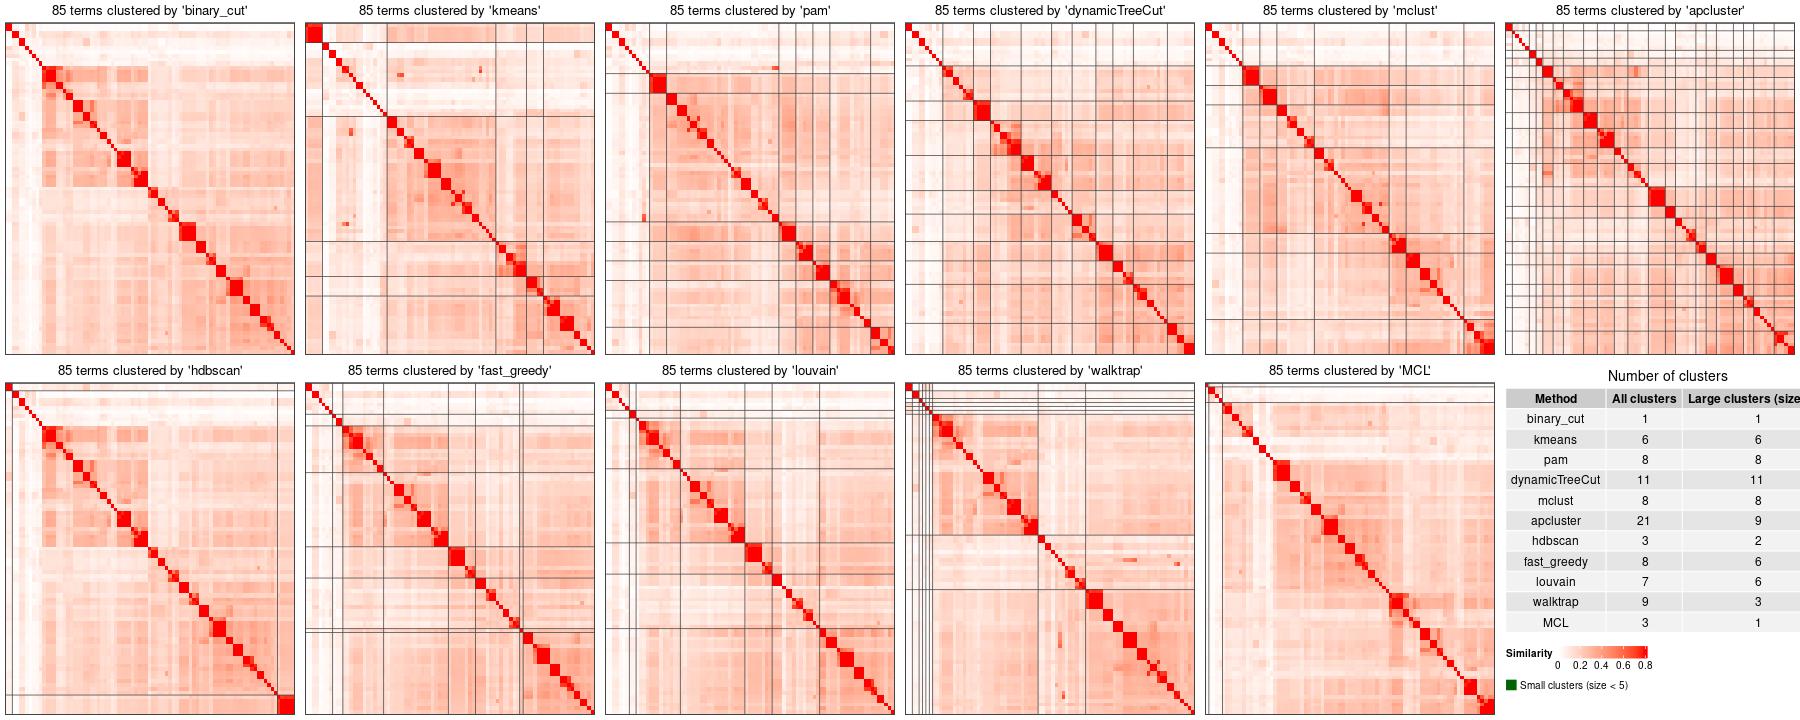 85 terms clustered by 'binary_cut'
85 terms clustered by 'kmeans'
85 terms clustered by 'pam'
85 terms clustered by 'dynamicTreeCut'
85 terms clustered by 'mclust'
85 terms clustered by 'apcluster'
85 terms clustered by 'hdbscan'
85 terms clustered by 'fast_greedy'
85 terms clustered by 'louvain'
85 terms clustered by 'walktrap'
85 terms clustered by 'MCL'
Number of clusters
Method All clusters Large clusters (size
binary_cut 1 1
kmeans 6 6
pam 8 8
dynamicTreeCut 11 11
mclust 8 8
apcluster 21 9
hdbscan 3 2
fast_greedy 8 6
louvain 7 6
walktrap 9 3
MCL 3 1
Similarity
0 0.2 0.4 0.6 0.8
Small clusters (size < 5)